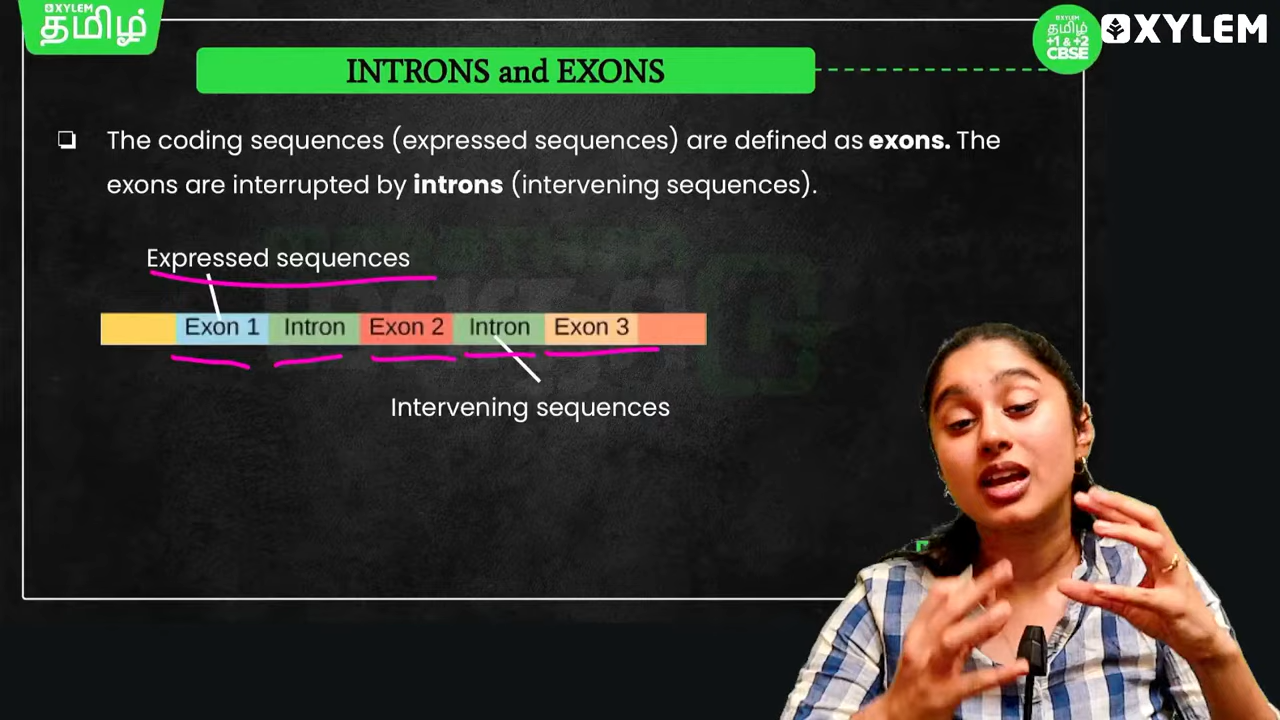 XYLEM
தமிழ்
XYLEM
தமிழ்
+1 & +2
CBSE
XYLEM
INTRONS and EXONS
The coding sequences (expressed sequences) are defined as exons. The
exons are interrupted by introns (intervening sequences).
Expressed sequences
Exon 1 Intron Exon 2 Intron Exon 3
Intervening sequences